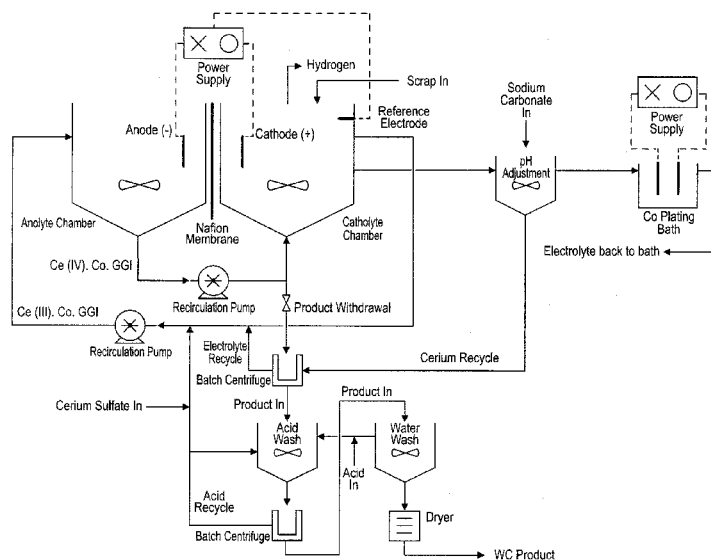 Power
Supply
Hydrogen
Scrap In
Reference
Electrode
Anode (-)
Cathode (+)
Sodium
Carbonate
In
pH
Adjustment
Power
Supply
Co Plating
Bath
Electrolyte back to bath
Anolyte Chamber
Nafion
Membrane
Catholyte
Chamber
Ce (IV). Co. GGI
Recirculation Pump
Product Withdrawal
Ce (III). Co. GGI
Recirculation Pump
Electrolyte
Recycle
Cerium Recycle
Batch Centrifuge
Product In
Product In
Cerium Sulfate In
Acid
Wash
Water
Wash
Acid
In
Acid
Recycle
Batch Centrifuge
Dryer
WC Product